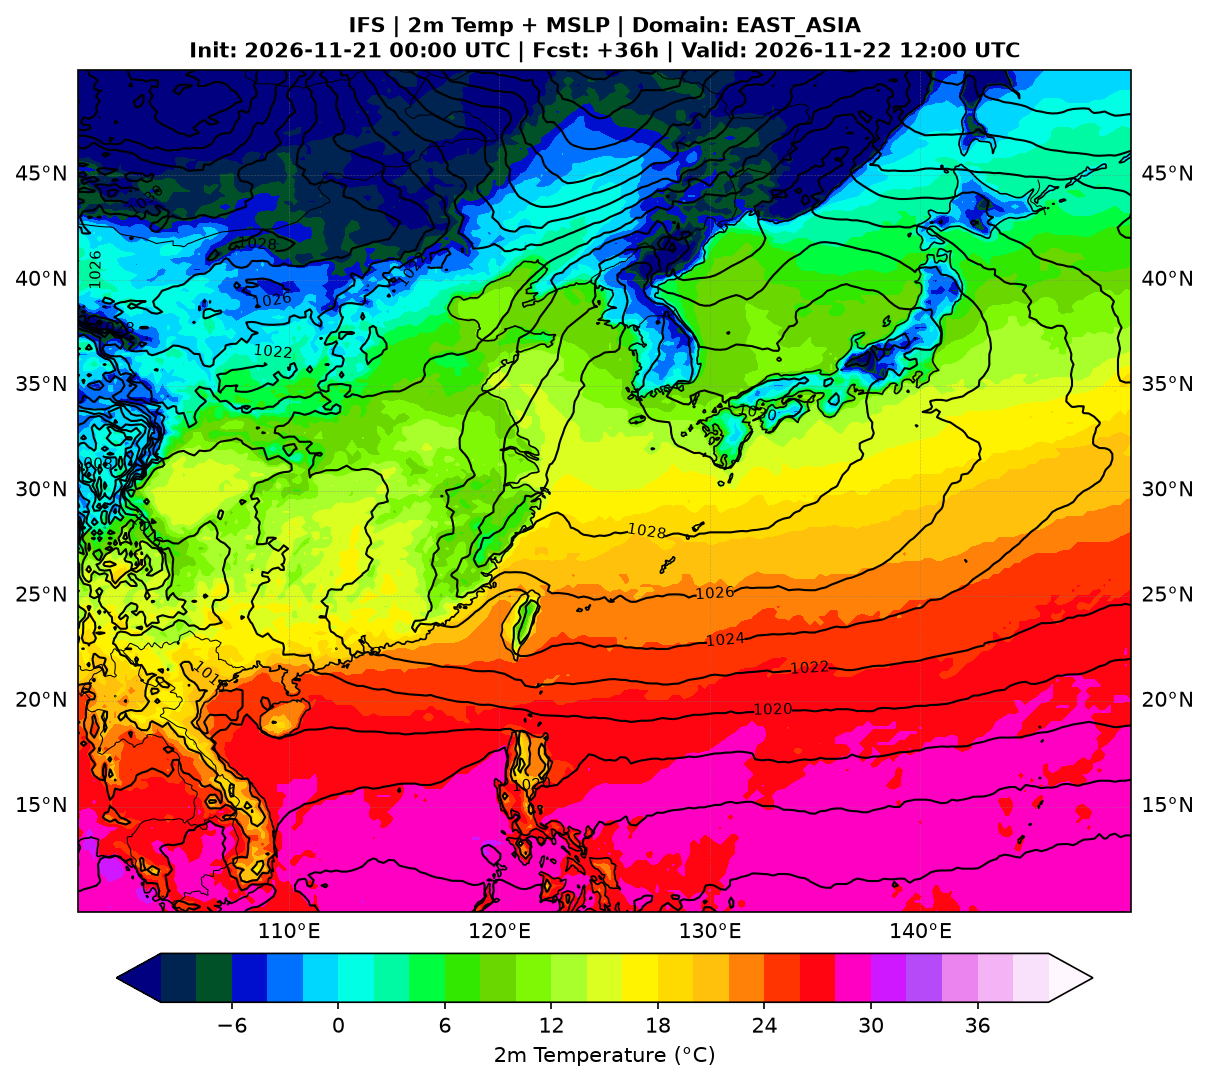 IFS | 2m Temp + MSLP | Domain: EAST_ASIA
Init: 2026-11-21 00:00 UTC | Fcst: +36h | Valid: 2026-11-22 12:00 UTC
45°N 45°N
1028
1026
40°N 40°N
1026
1028
1022
35°N 35°N
1020
30°N 30°N
1028
25°N 1026 25°N
1024
1022
20°N 1020 20°N
15°N 15°N
110°E 120°E 130°E 140°E
−6 0 6 12 18 24 30 36
2m Temperature (°C)